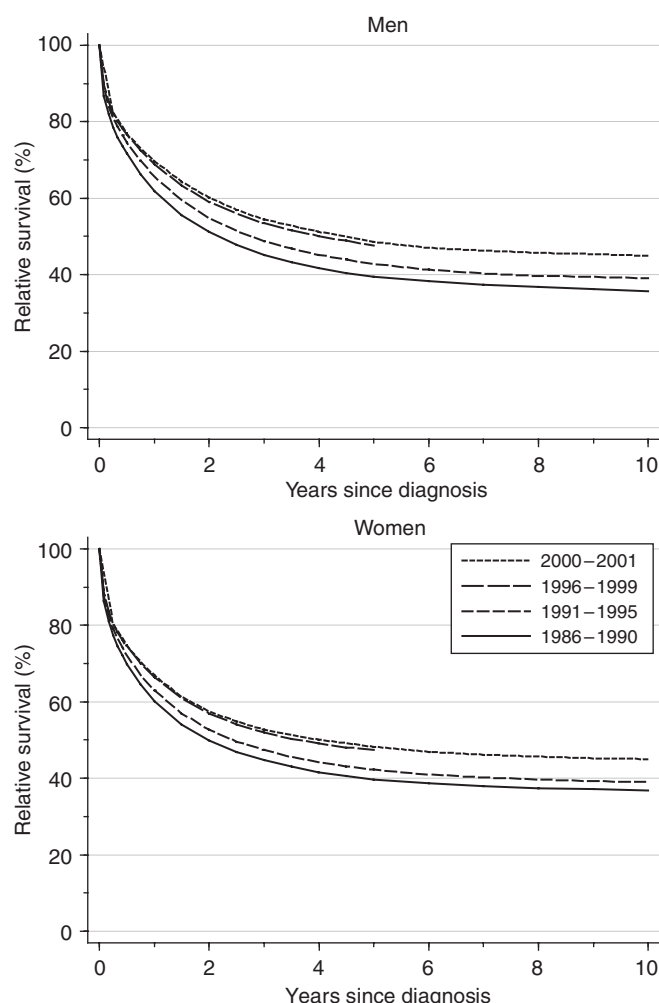 Men
100
80
60
40
20
0
Relative survival (%)
0 2 4 6 8 10
Years since diagnosis
Women
100
80
60
40
20
0
Relative survival (%)
2000–2001
1996–1999
1991–1995
1986–1990
0 2 4 6 8 10
Years since diagnosis